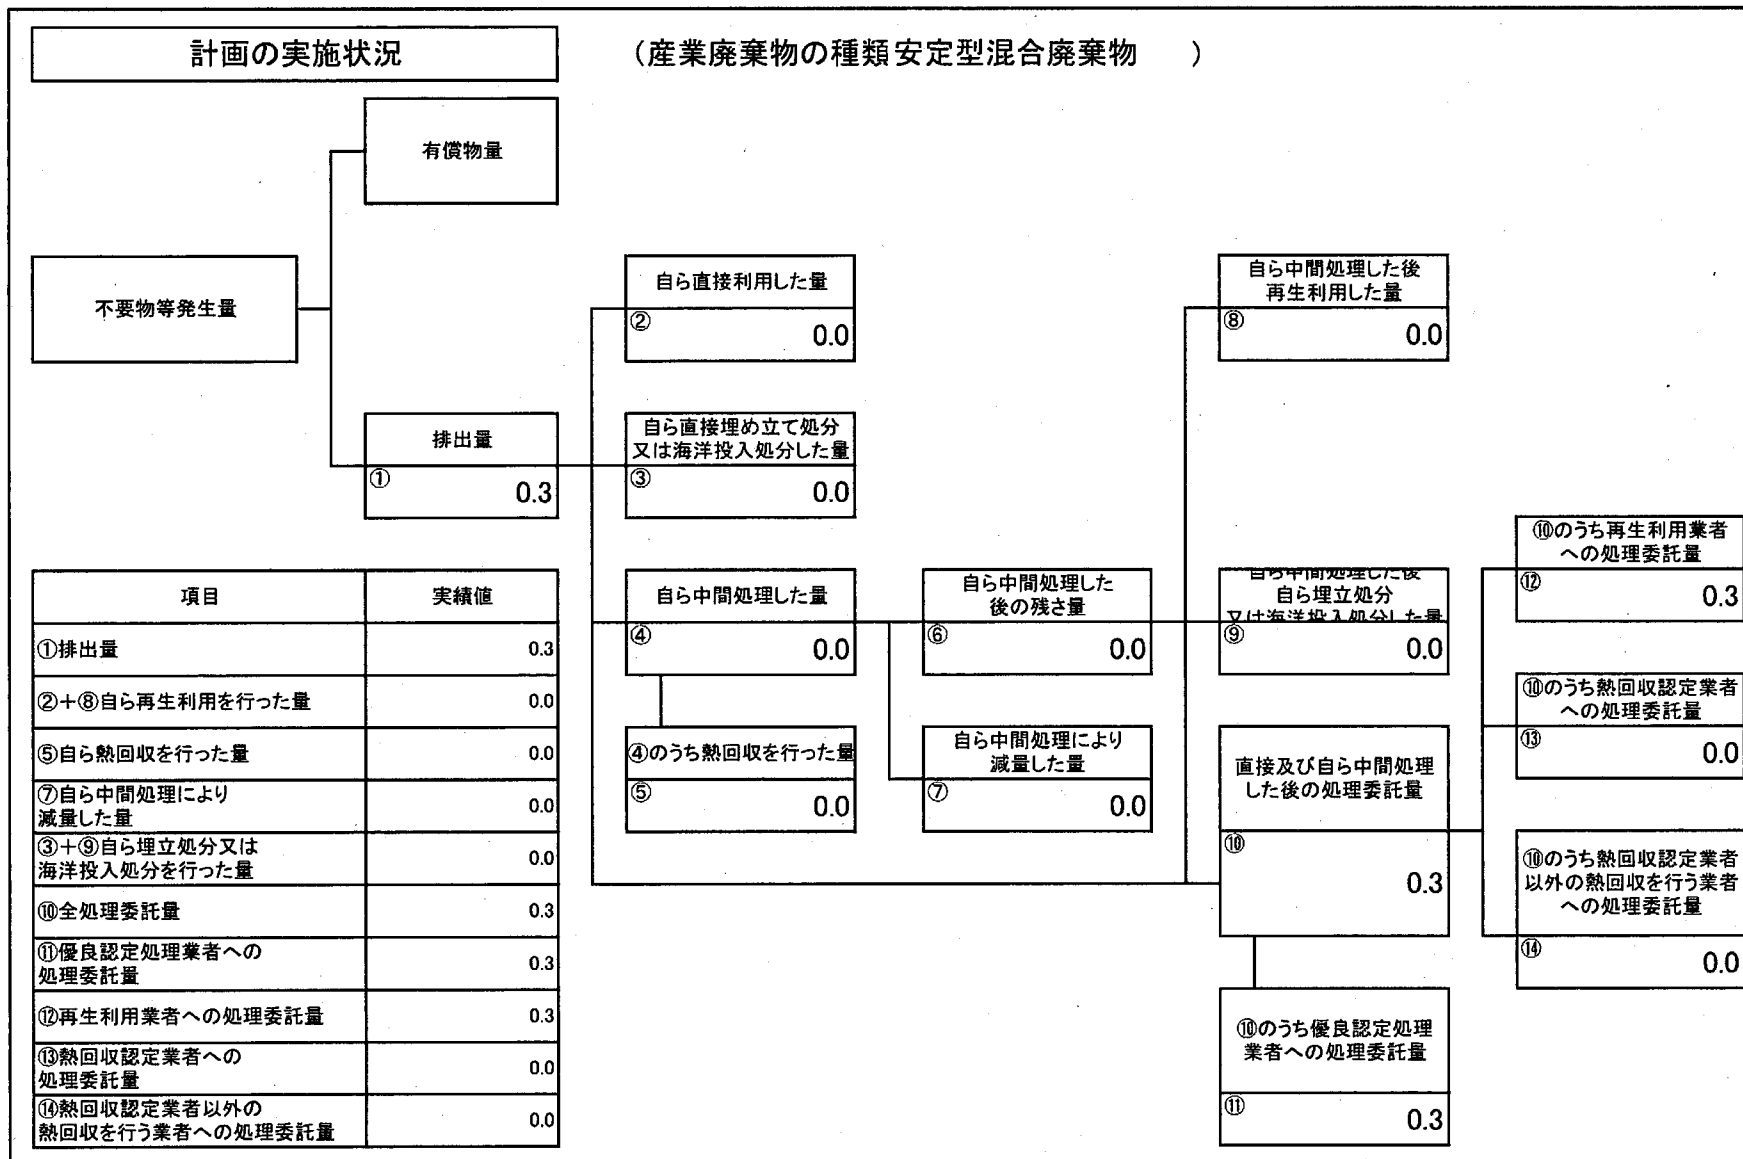 計画の実施状況
（産業廃棄物の種類 安定型混合廃棄物　　）
有償物量
不要物等発生量
排出量
①
0.3
自ら直接利用した量
②
0.0
自ら直接埋め立て処分
又は海洋投入処分した量
③
0.0
自ら中間処理した量
④
0.0
④のうち熱回収を行った量
⑤
0.0
自ら中間処理した
後の残さ量
⑥
0.0
自ら中間処理により
減量した量
⑦
0.0
自ら中間処理した後
再生利用した量
⑧
0.0
自ら中間処理した後
自ら埋立処分
又は海洋投入処分した量
⑨
0.0
直接及び自ら中間処理
した後の処理委託量
⑩
0.3
⑩のうち優良認定処理
業者への処理委託量
⑪
0.3
⑩のうち再生利用業者
への処理委託量
⑫
0.3
⑩のうち熱回収認定業者
への処理委託量
⑬
0.0
⑩のうち熱回収認定業者
以外の熱回収を行う業者
への処理委託量
⑭
0.0
項目 実績値
①排出量 0.3
②＋⑧自ら再生利用を行った量 0.0
⑤自ら熱回収を行った量 0.0
⑦自ら中間処理により
減量した量 0.0
③＋⑨自ら埋立処分又は
海洋投入処分を行った量 0.0
⑩全処理委託量 0.3
⑪優良認定処理業者への
処理委託量 0.3
⑫再生利用業者への処理委託量 0.3
⑬熱回収認定業者への
処理委託量 0.0
⑭熱回収認定業者以外の
熱回収を行う業者への処理委託量 0.0